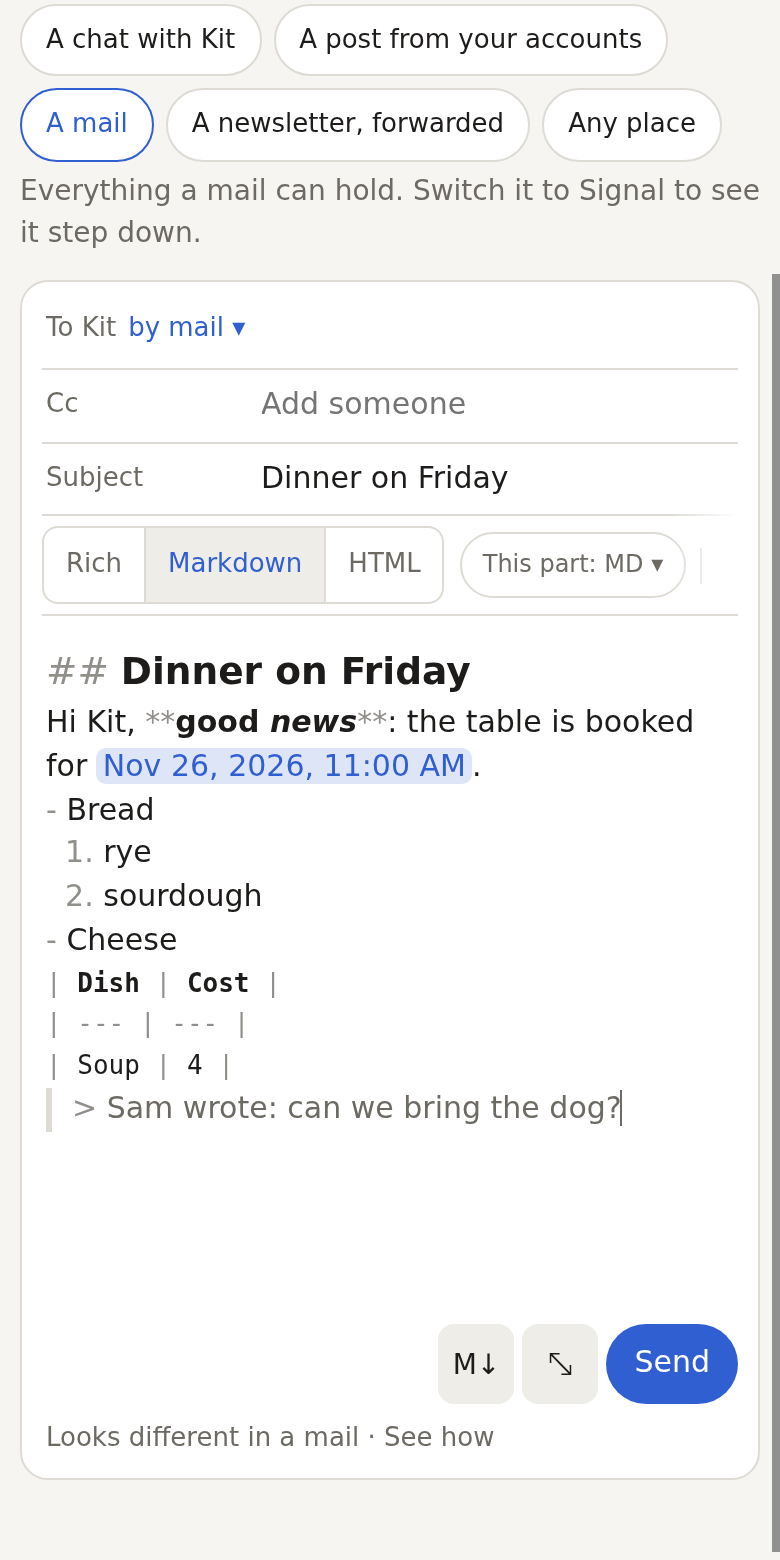 A chat with Kit
A post from your accounts
A mail
A newsletter, forwarded
Any place
Everything a mail can hold. Switch it to Signal to see
it step down.
To Kit by mail ▾
Cc Add someone
Subject Dinner on Friday
Rich Markdown HTML This part: MD ▾
## Dinner on Friday
Hi Kit, **good news**: the table is booked
for Nov 26, 2026, 11:00 AM.
- Bread
1. rye
2. sourdough
- Cheese
| Dish | Cost |
| --- | --- |
| Soup | 4 |
> Sam wrote: can we bring the dog?
M↓ ⤡ Send
Looks different in a mail · See how